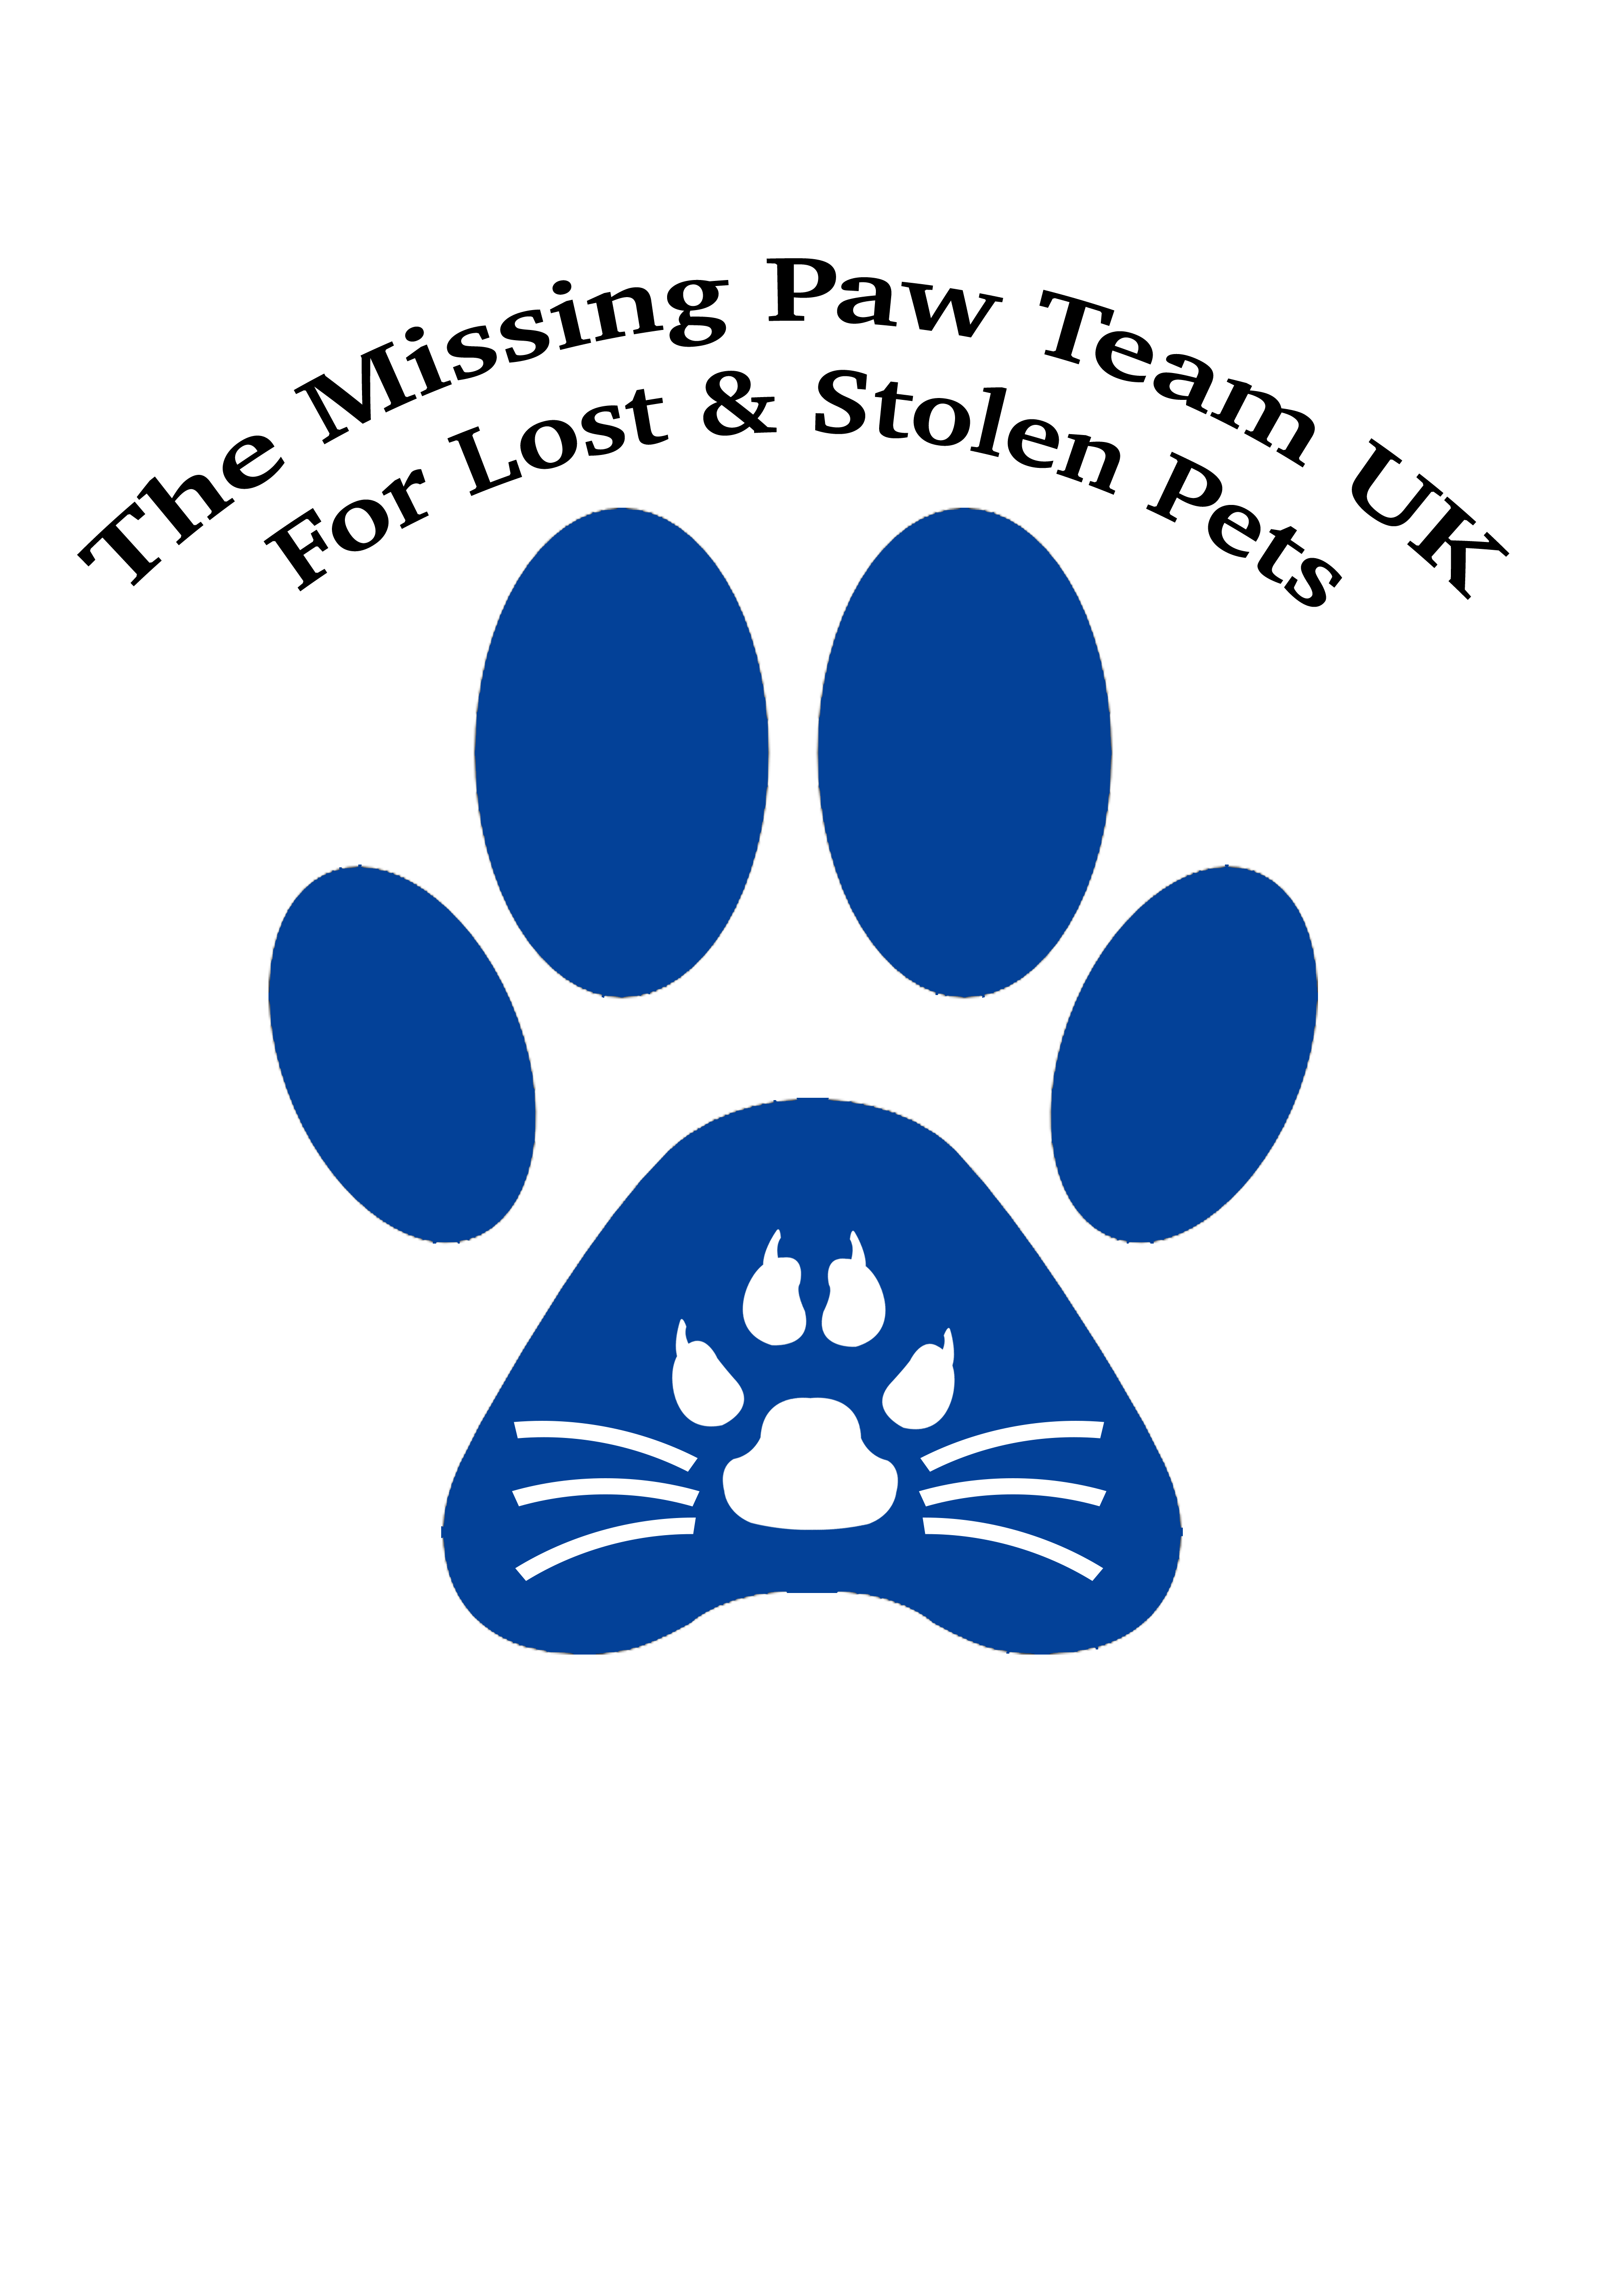 The Missing Paw Team UK
For Lost & Stolen Pets